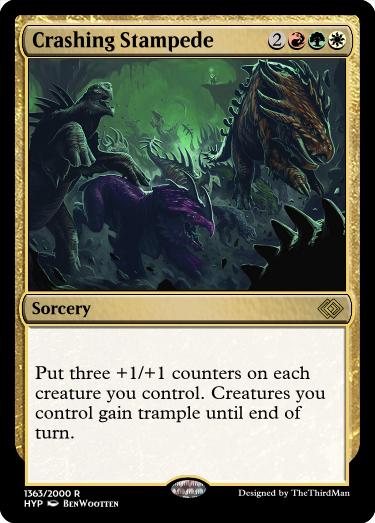 Crashing Stampede 2
Sorcery
Put three +1/+1 counters on each
creature you control. Creatures you
control gain trample until end of
turn.
1363/2000 R
HYP BenWootten Designed by TheThirdMan